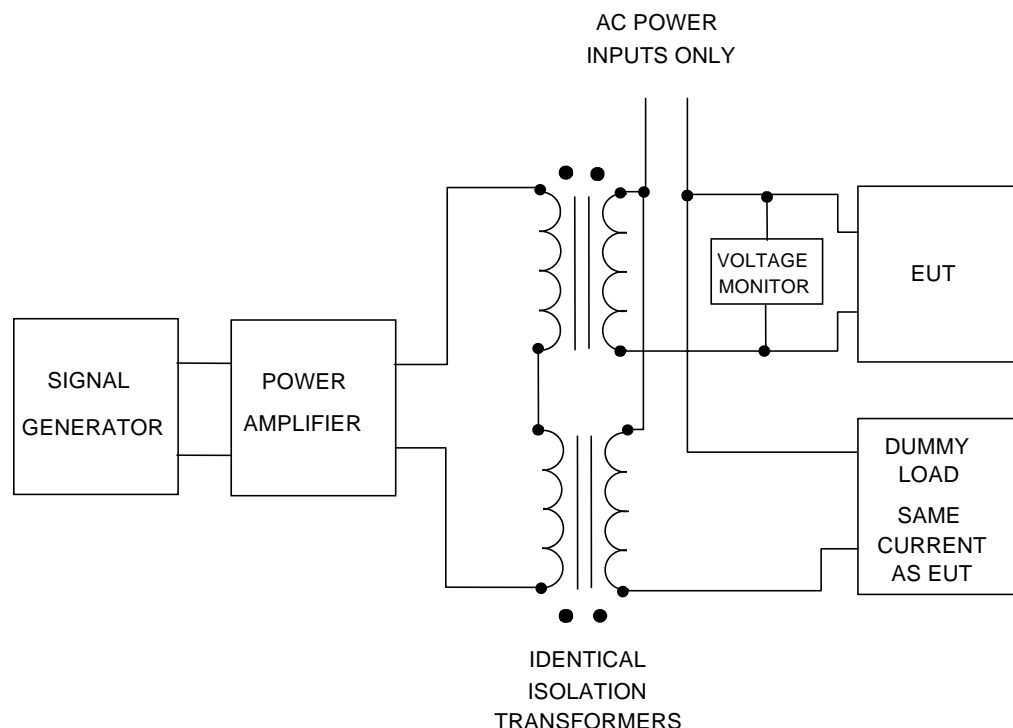 AC POWER
INPUTS ONLY
VOLTAGE
MONITOR
EUT
SIGNAL
GENERATOR
POWER
AMPLIFIER
DUMMY
LOAD
SAME
CURRENT
AS EUT
IDENTICAL
ISOLATION
TRANSFORMERS